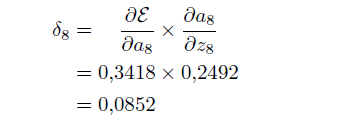 δ₈ = ∂ℰ/∂a₈ × ∂a₈/∂z₈
= 0,3418 × 0,2492
= 0,0852